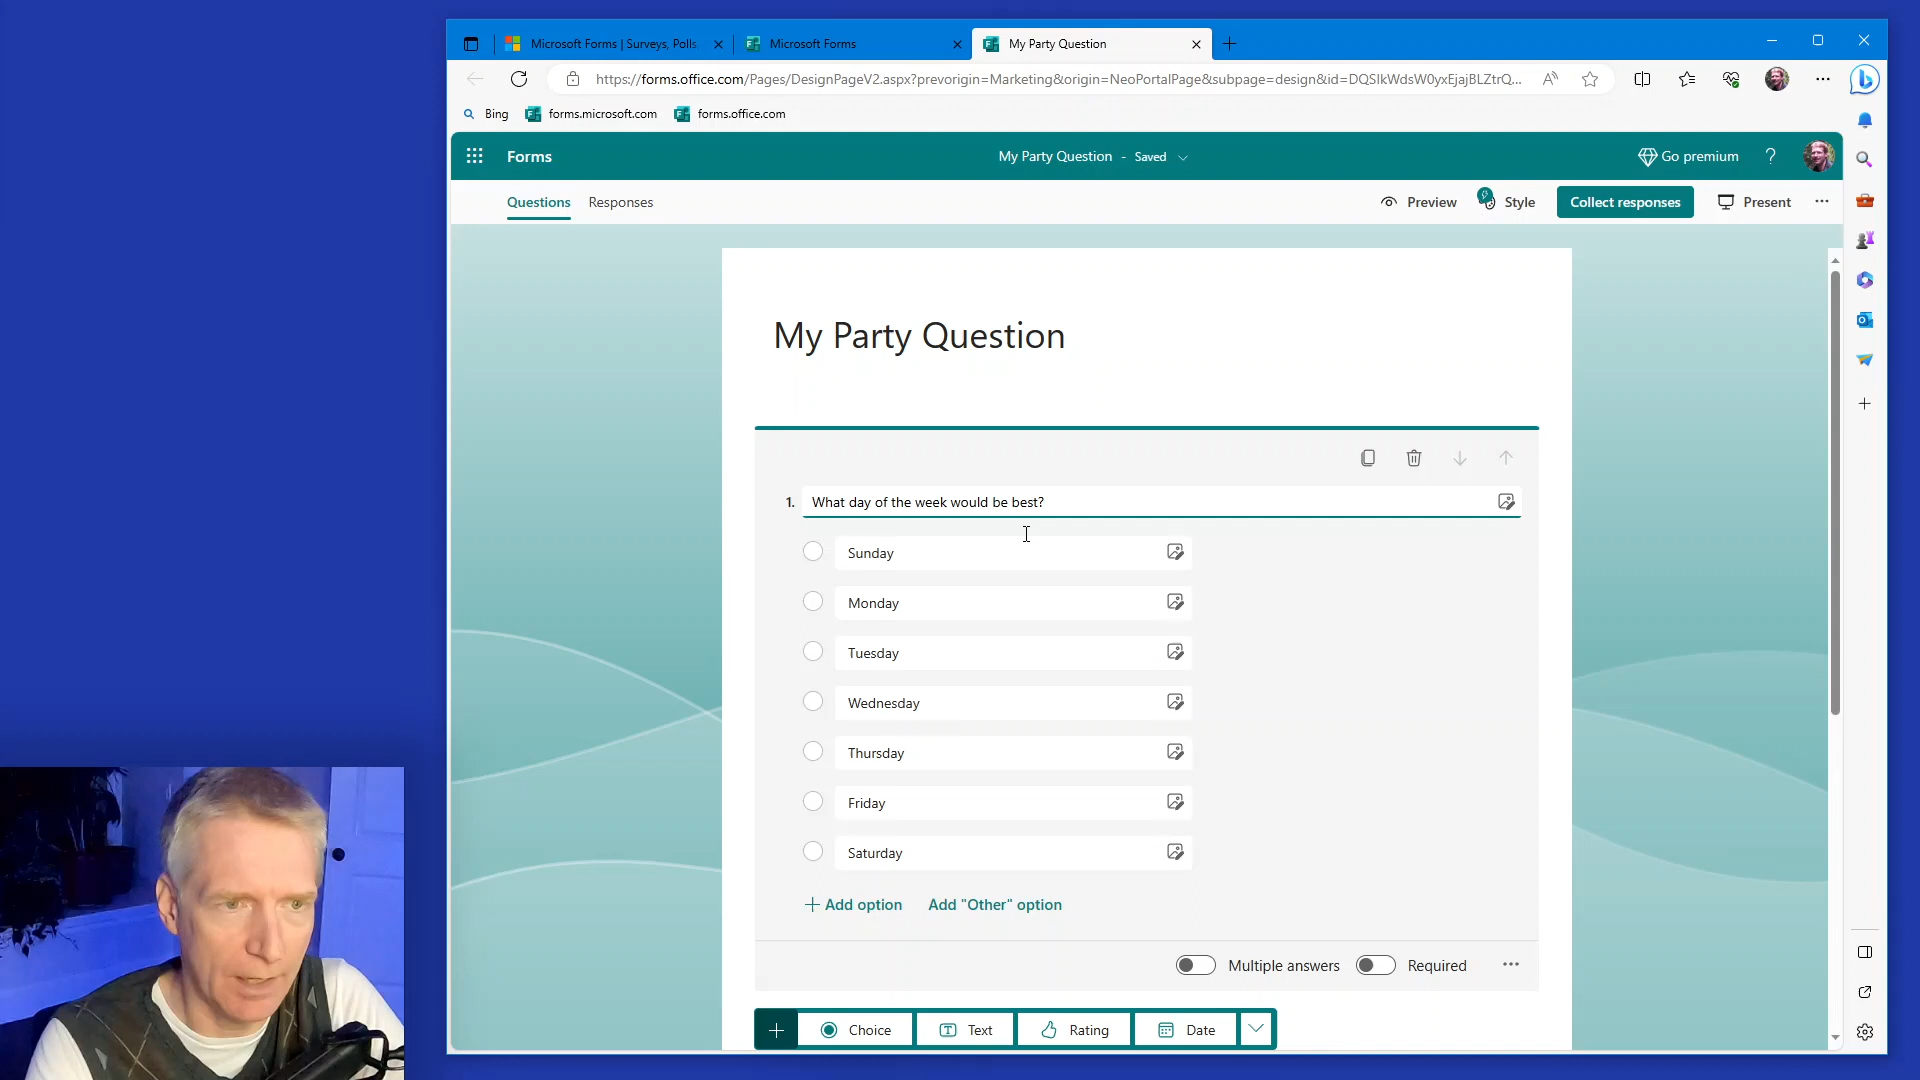 Microsoft Forms | Surveys, Polls
Microsoft Forms
My Party Question
https://forms.office.com/Pages/DesignPageV2.aspx?prevorigin=Marketing&origin=NeoPortalPage&subpage=design&id=DQSIkWdsW0yxEjajBLZtrQ...
Bing
forms.microsoft.com
forms.office.com
Forms
My Party Question - Saved
Go premium
?
Questions
Responses
Preview
Style
Collect responses
Present
My Party Question
1. What day of the week would be best?
Sunday
Monday
Tuesday
Wednesday
Thursday
Friday
Saturday
+ Add option
Add "Other" option
Multiple answers
Required
Choice
Text
Rating
Date